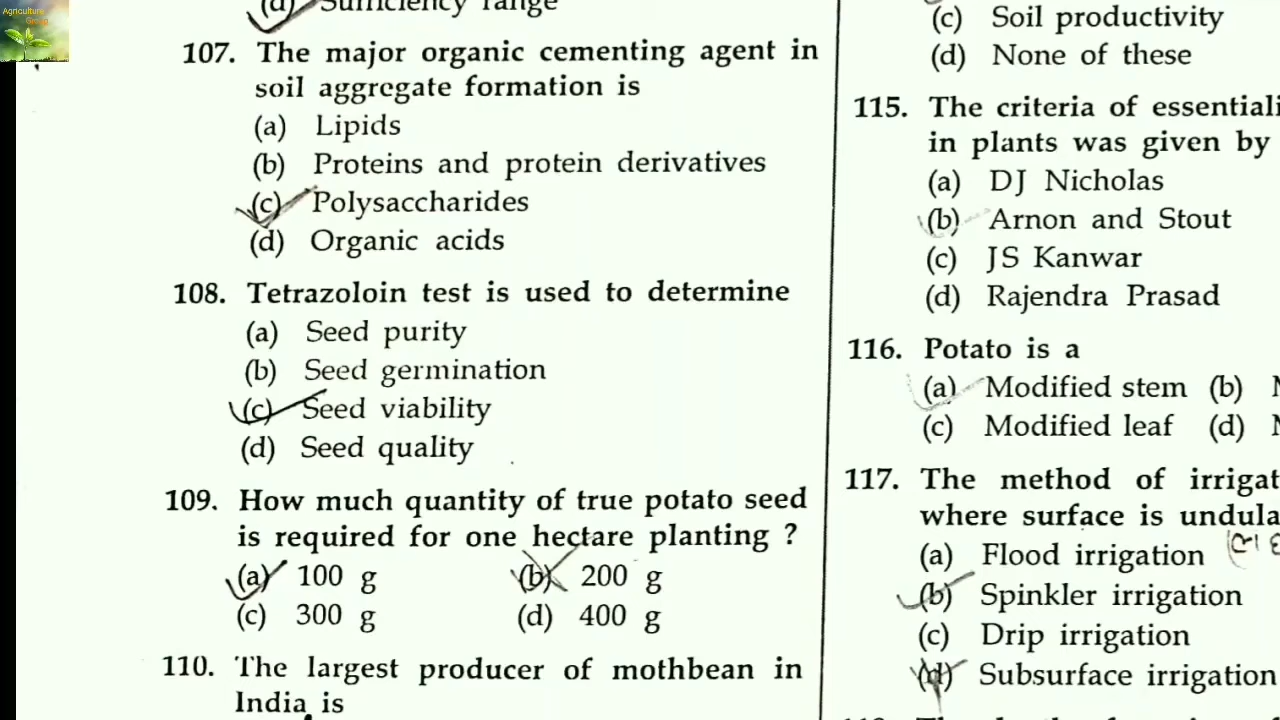 Agriculture
Group
(d) Sufficiency range
107. The major organic cementing agent in
soil aggregate formation is
(a) Lipids
(b) Proteins and protein derivatives
(c) Polysaccharides
(d) Organic acids
108. Tetrazoloin test is used to determine
(a) Seed purity
(b) Seed germination
(c) Seed viability
(d) Seed quality
109. How much quantity of true potato seed
is required for one hectare planting ?
(a) 100 g (b) 200 g
(c) 300 g (d) 400 g
110. The largest producer of mothbean in
India is
(c) Soil productivity
(d) None of these
115. The criteria of essentiali
in plants was given by
(a) DJ Nicholas
(b) Arnon and Stout
(c) JS Kanwar
(d) Rajendra Prasad
116. Potato is a
(a) Modified stem (b)
(c) Modified leaf (d)
117. The method of irrigat
where surface is undula
(a) Flood irrigation
(b) Spinkler irrigation
(c) Drip irrigation
(d) Subsurface irrigation